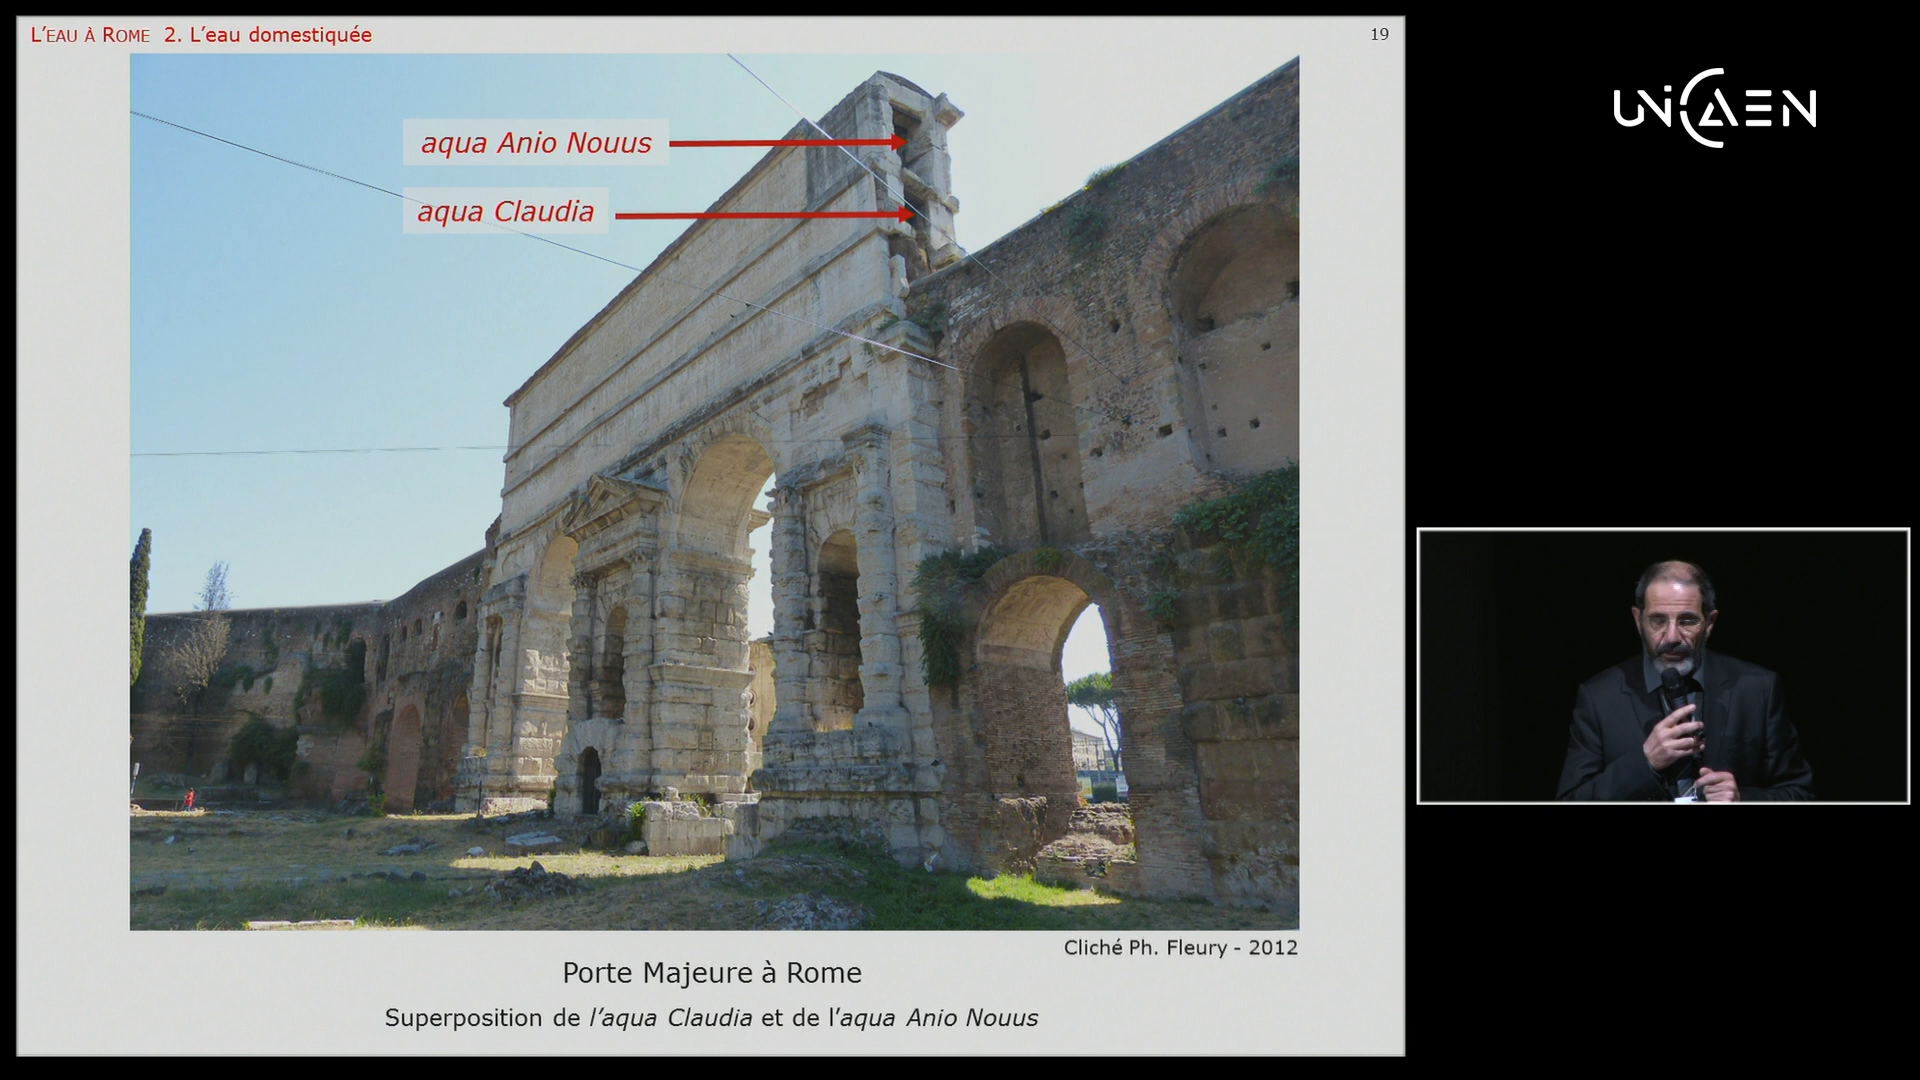 L’EAU À ROME 2. L’eau domestiquée
19
aqua Anio Nouus
aqua Claudia
Cliché Ph. Fleury - 2012
Porte Majeure à Rome
Superposition de l’aqua Claudia et de l’aqua Anio Nouus
UNICAEN